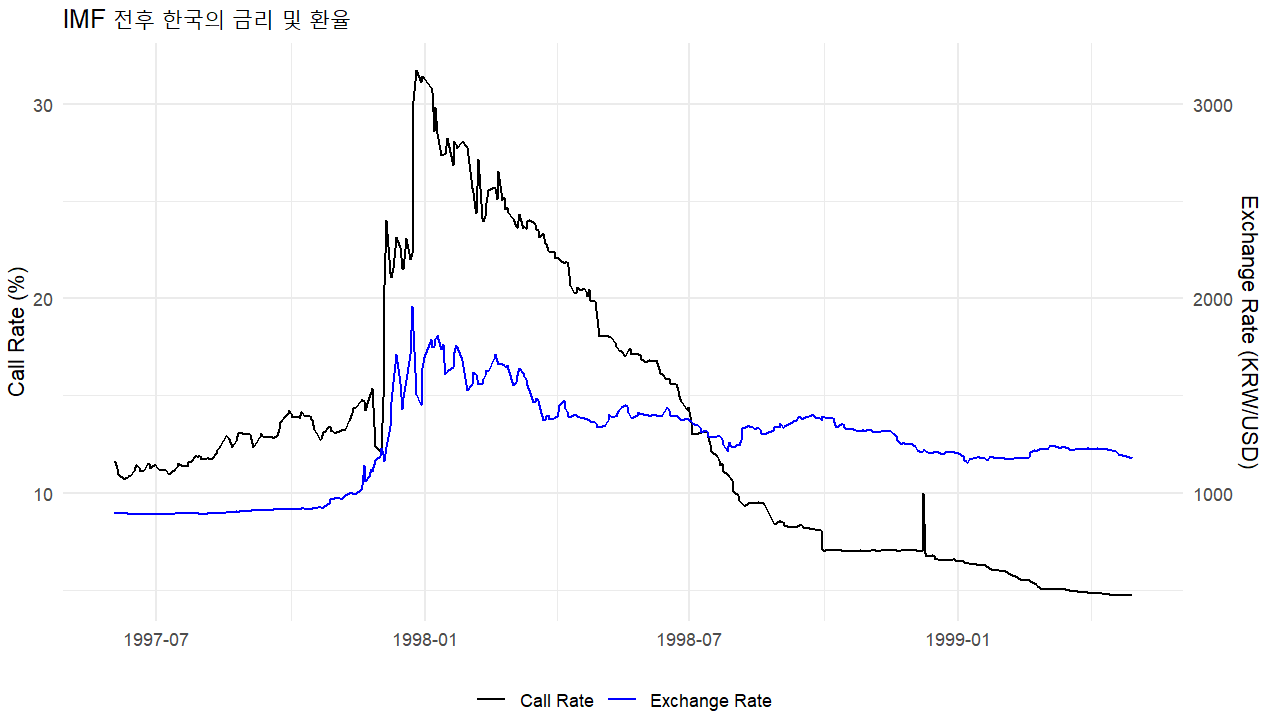 IMF 전후 한국의 금리 및 환율
Call Rate (%)
30
20
10
3000
2000
1000
Exchange Rate (KRW/USD)
1997-07
1998-01
1998-07
1999-01
Call Rate
Exchange Rate